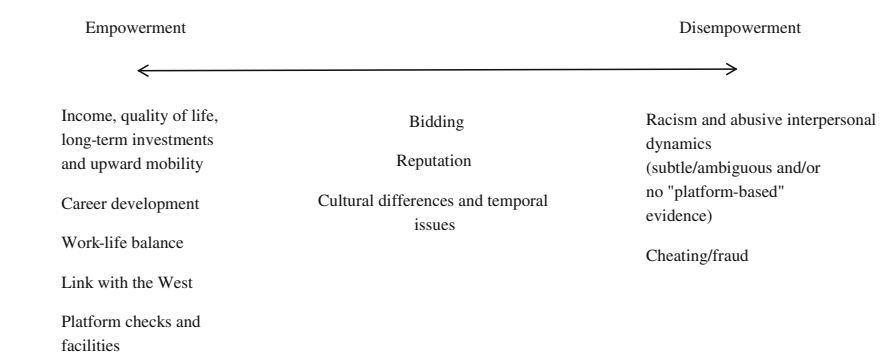 Empowerment
Disempowerment
Income, quality of life,
long-term investments
and upward mobility
Career development
Work-life balance
Link with the West
Platform checks and
facilities
Bidding
Reputation
Cultural differences and temporal
issues
Racism and abusive interpersonal
dynamics
(subtle/ambiguous and/or
no "platform-based"
evidence)
Cheating/fraud